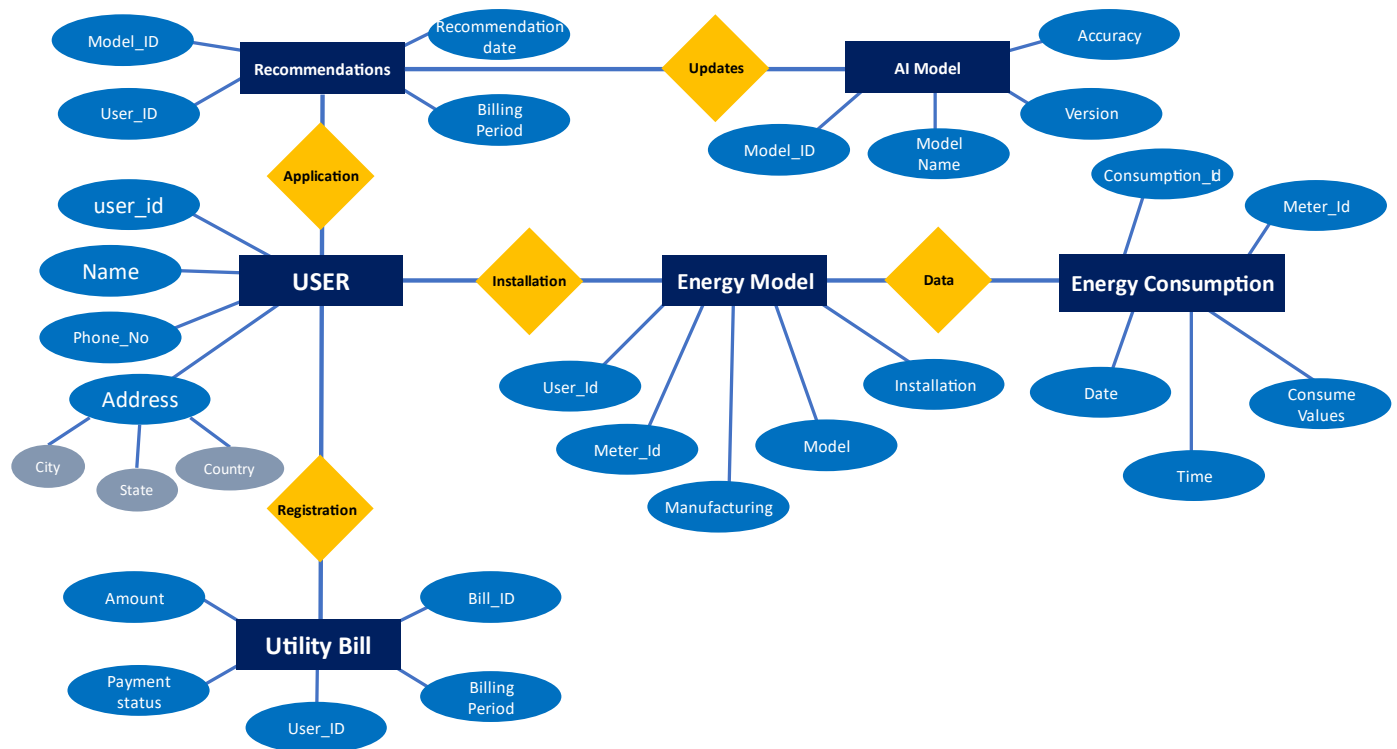 Model_ID
Recommendation
date
Recommendations
Updates
AI Model
Accuracy
User_ID
Billing
Period
Version
Model_ID
Model
Name
Application
Consumption_Id
Meter_Id
user_id
Name
USER
Installation
Energy Model
Data
Energy Consumption
Phone_No
Address
User_Id
Installation
Date
Consume
Values
City
State
Country
Meter_Id
Model
Time
Manufacturing
Registration
Amount
Bill_ID
Utility Bill
Payment
status
User_ID
Billing
Period